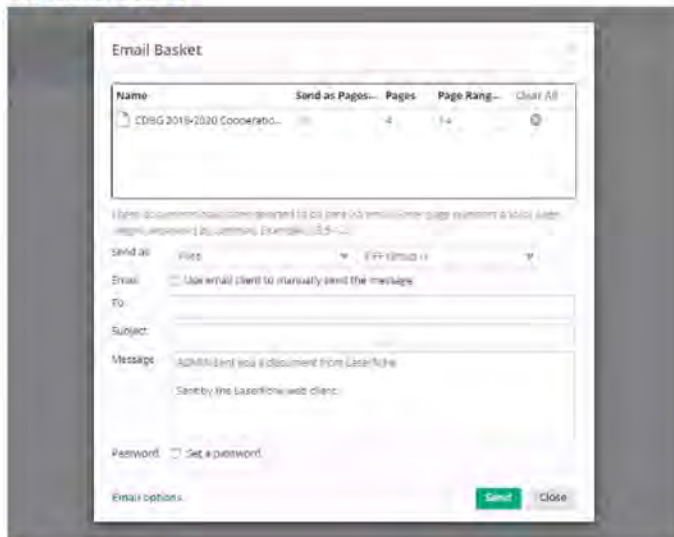 Email Basket
Name Send as Pages... Pages Page Rang... Clear All
CDBG 2019-2020 Cooperatio... 4 1-4
Send as Files TIFF Group
Email Use email client to manually send the message
To
Subject
Message ADMIN sent you a document from Laserfiche
Sent by the Laserfiche web client.
Password Set a password
Email options Send Close